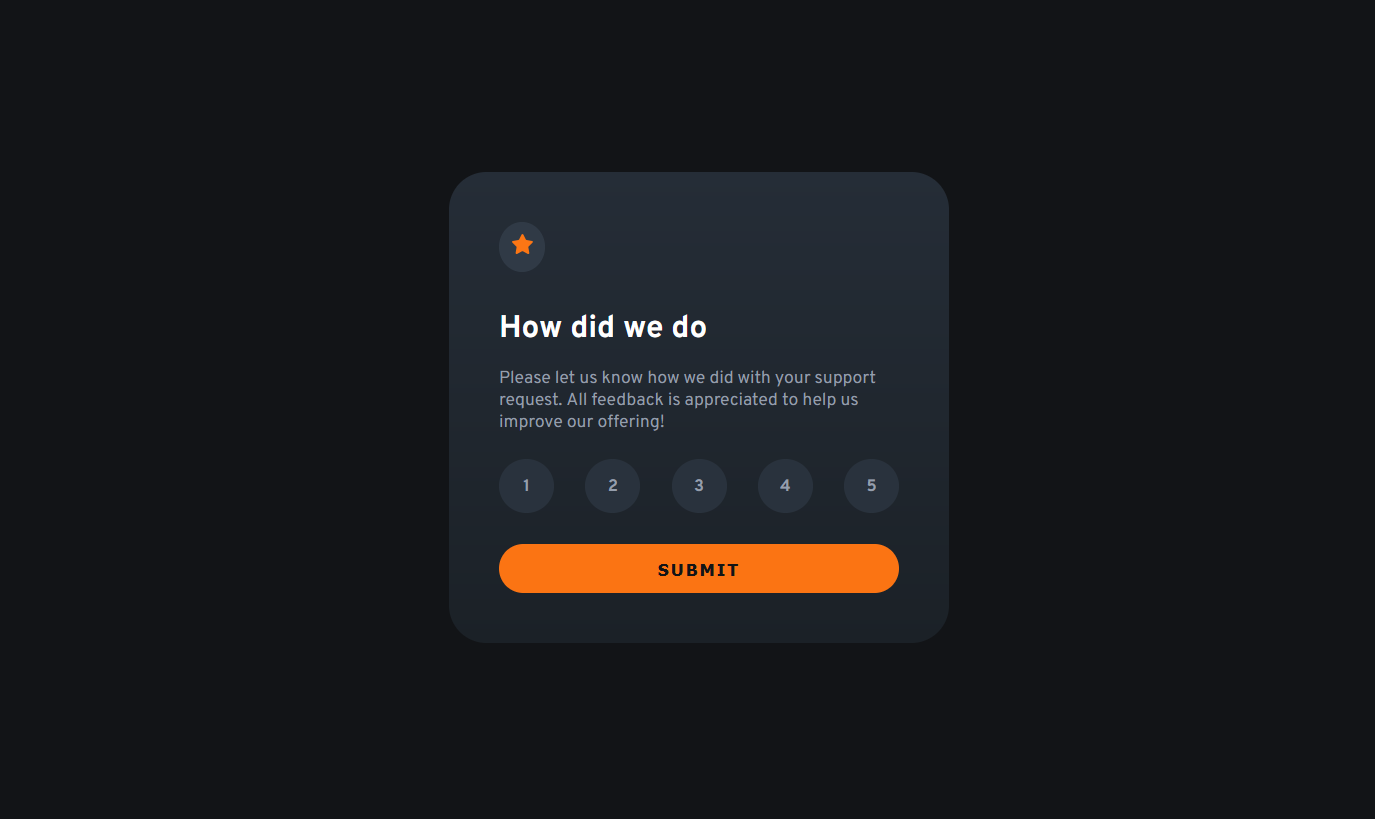 How did we do
Please let us know how we did with your support
request. All feedback is appreciated to help us
improve our offering!
1 2 3 4 5
SUBMIT